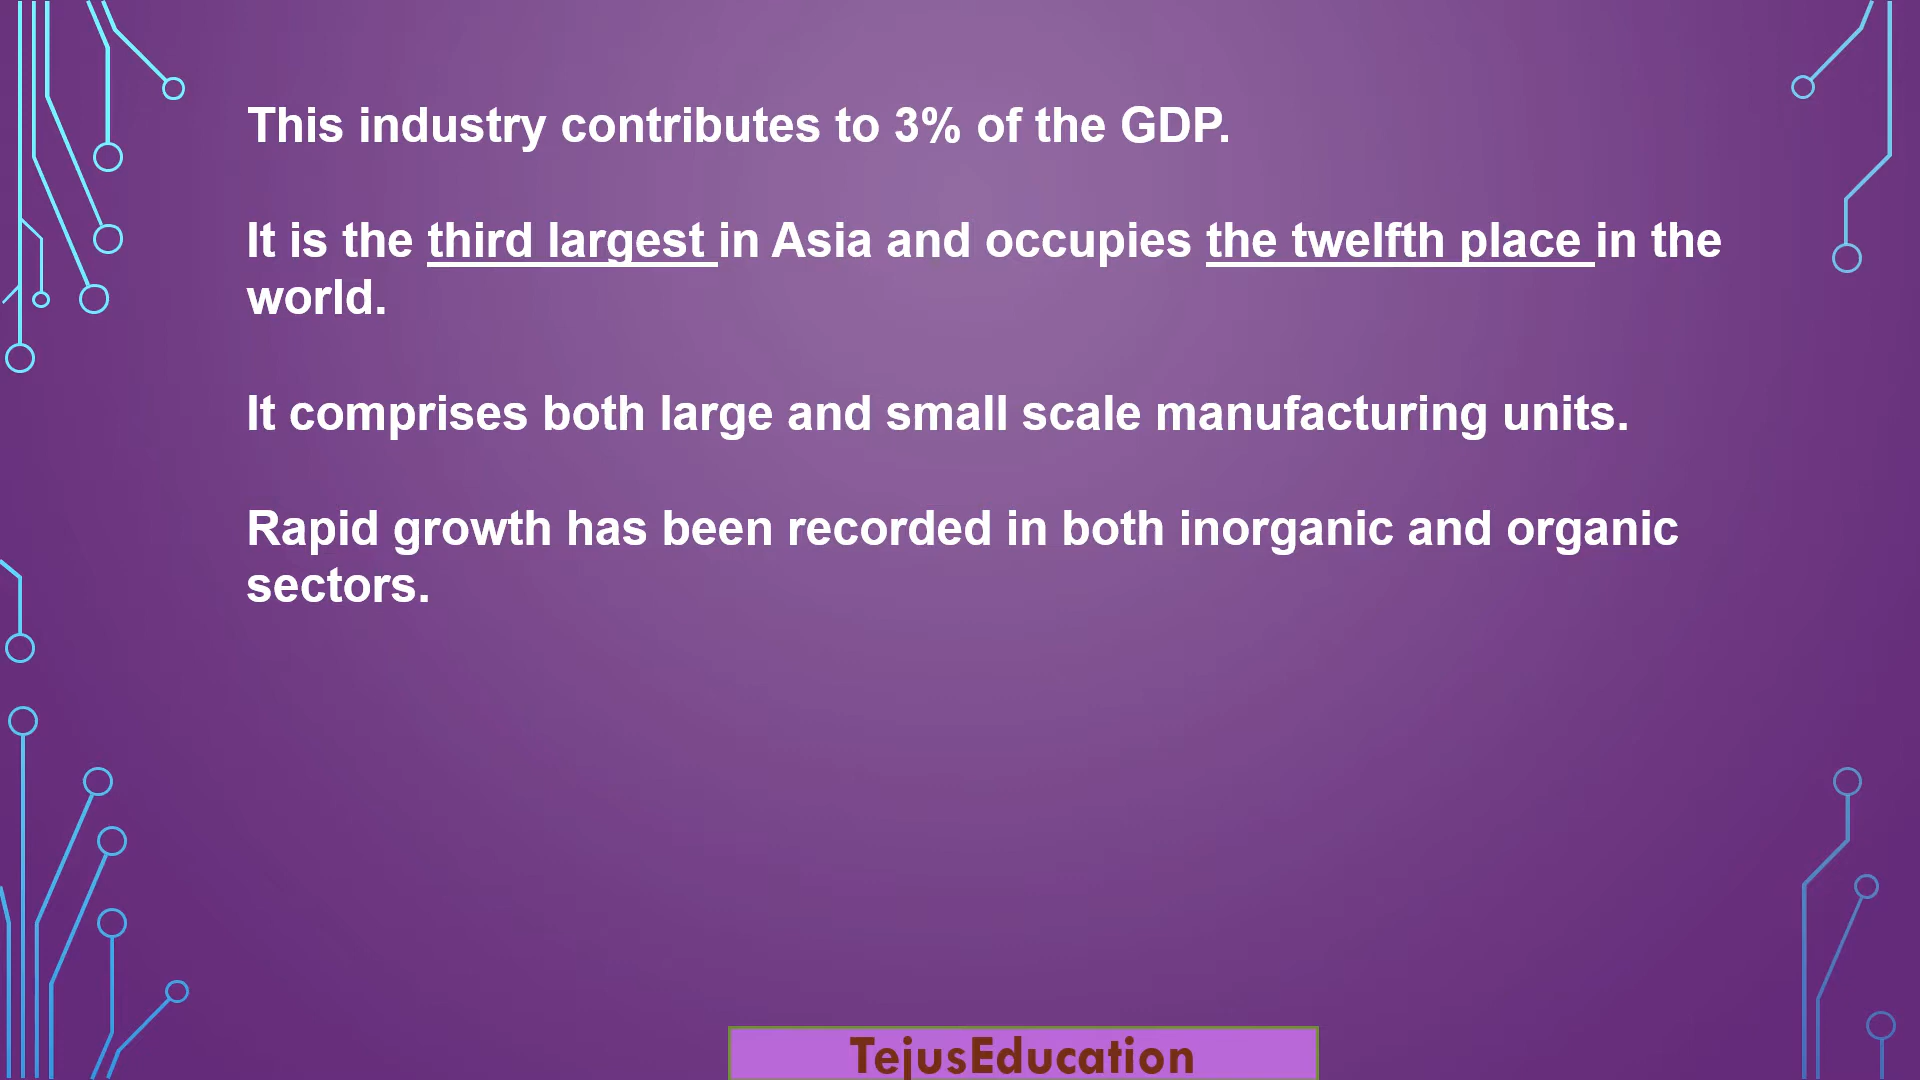 This industry contributes to 3% of the GDP.
It is the third largest in Asia and occupies the twelfth place in the
world.
It comprises both large and small scale manufacturing units.
Rapid growth has been recorded in both inorganic and organic
sectors.
TejusEducation